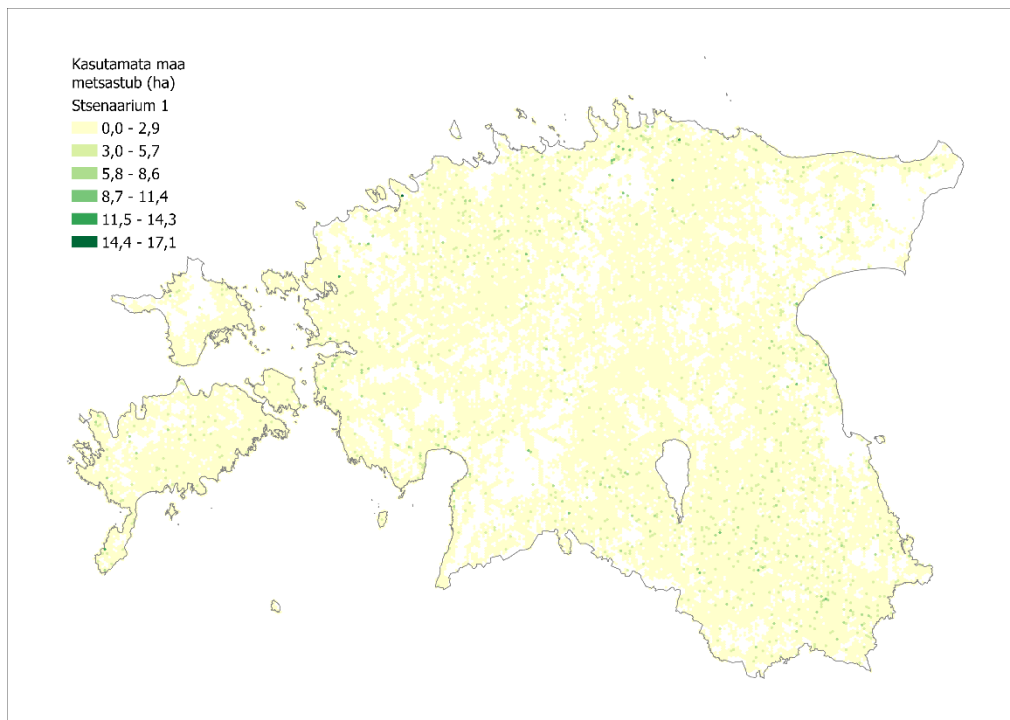 Kasutamata maa
metsastub (ha)
Stsenaarium 1
0,0 - 2,9
3,0 - 5,7
5,8 - 8,6
8,7 - 11,4
11,5 - 14,3
14,4 - 17,1